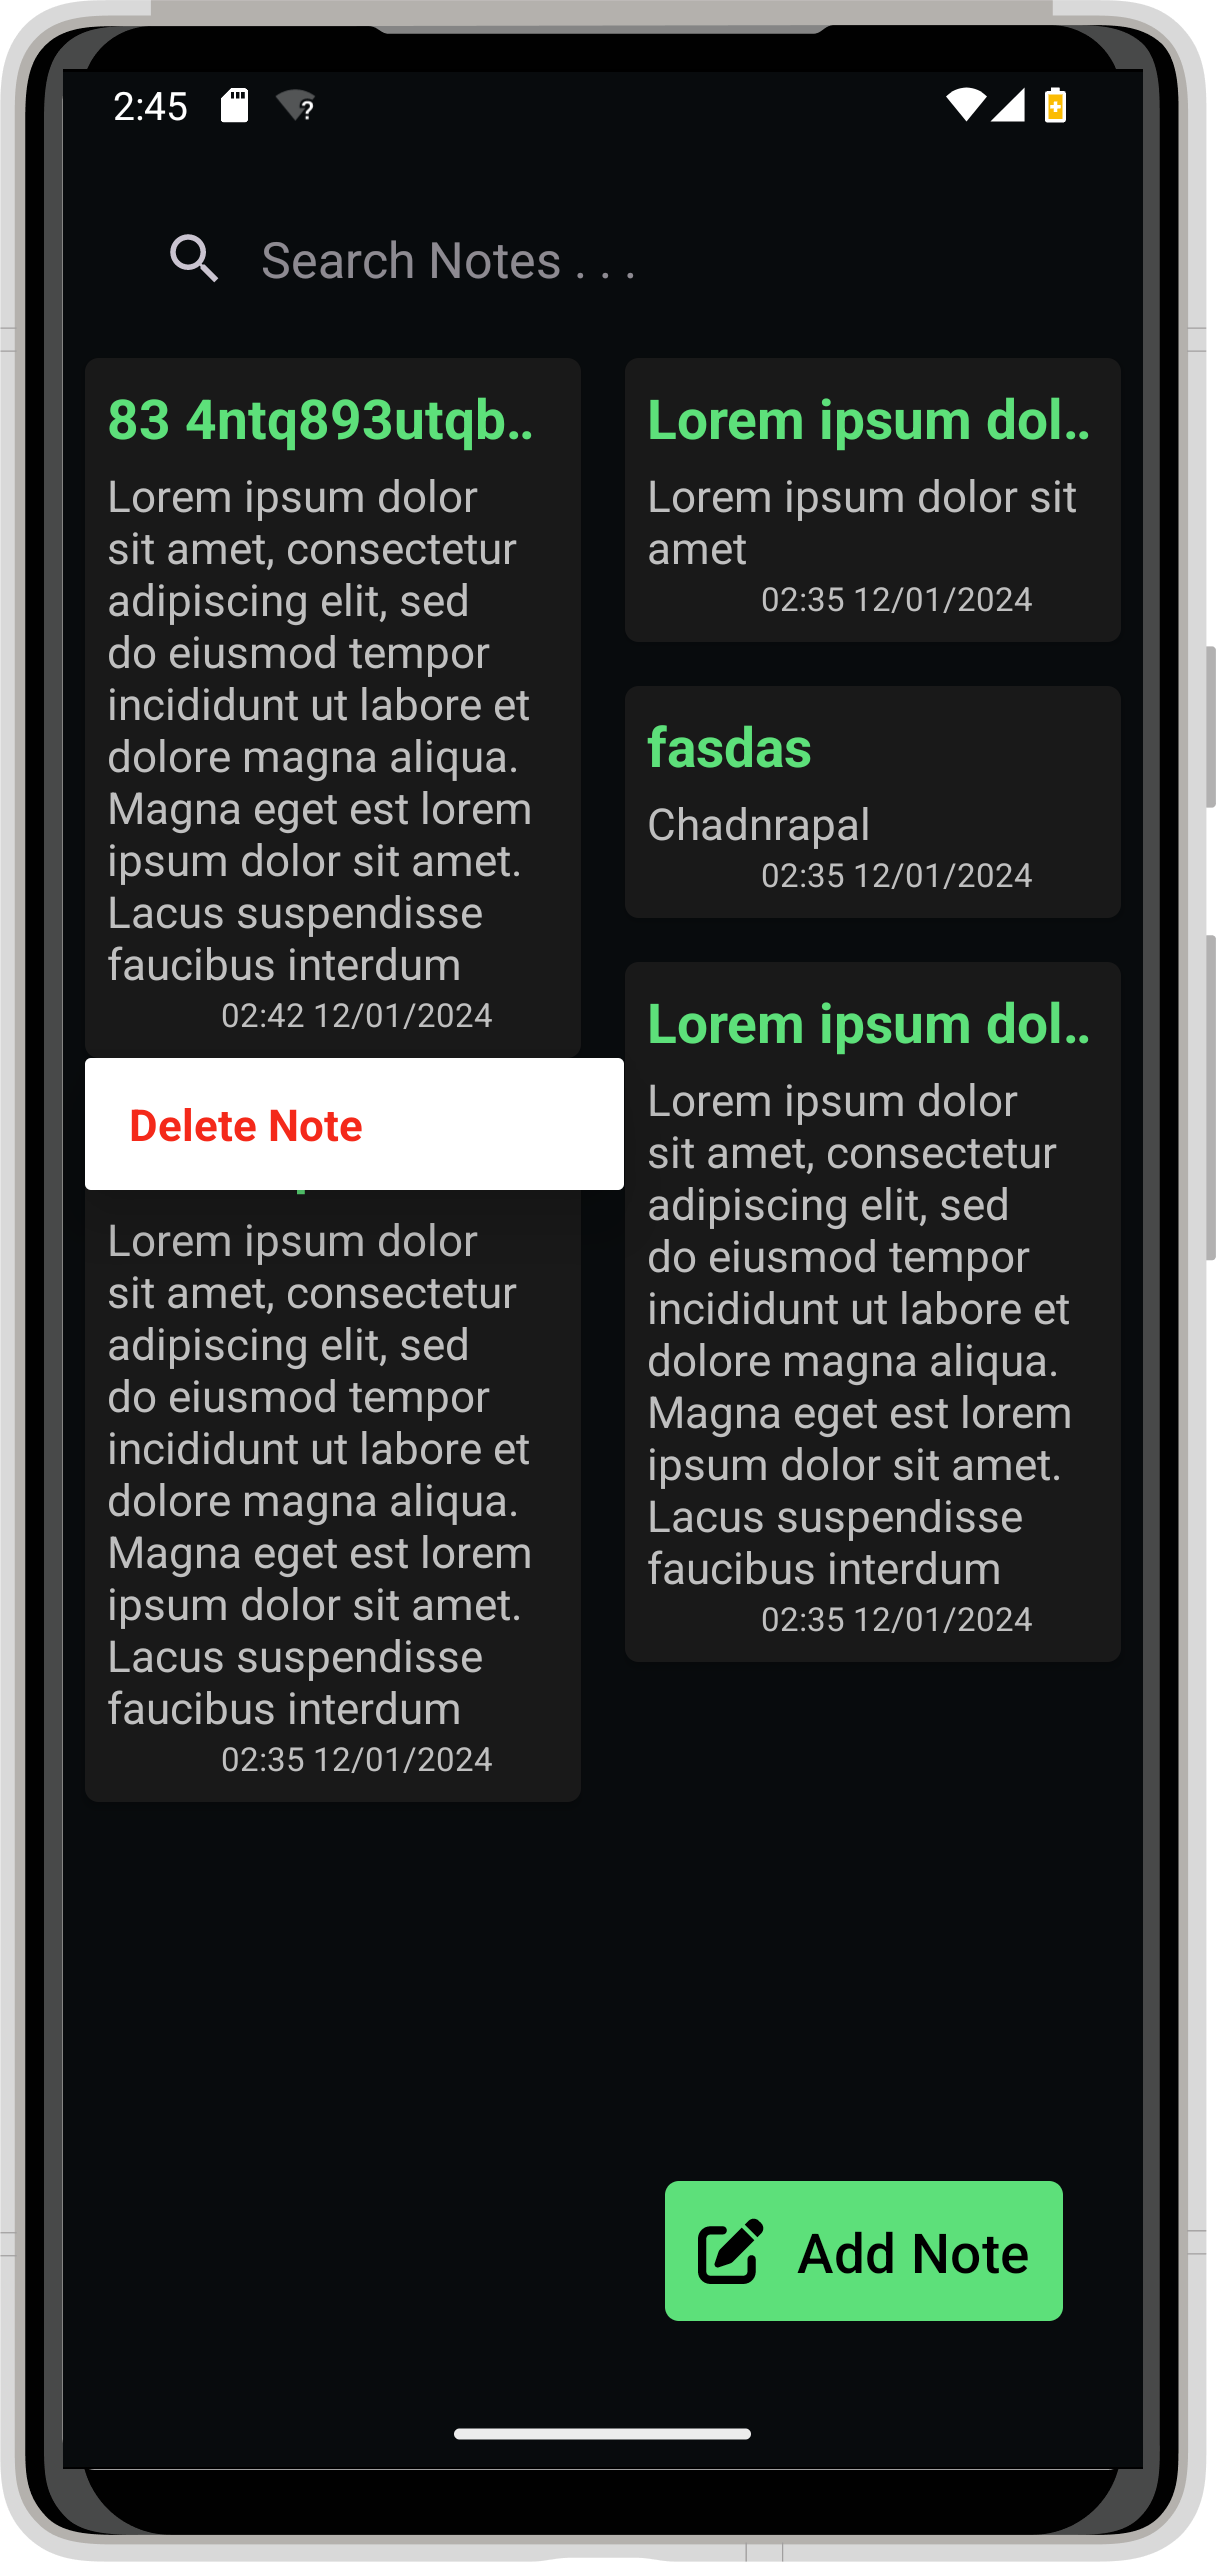 2:45
Search Notes . . .
83 4ntq893utqb..
Lorem ipsum dolor
sit amet, consectetur
adipiscing elit, sed
do eiusmod tempor
incididunt ut labore et
dolore magna aliqua.
Magna eget est lorem
ipsum dolor sit amet.
Lacus suspendisse
faucibus interdum
02:42 12/01/2024
Delete Note
Lorem ipsum dolor
sit amet, consectetur
adipiscing elit, sed
do eiusmod tempor
incididunt ut labore et
dolore magna aliqua.
Magna eget est lorem
ipsum dolor sit amet.
Lacus suspendisse
faucibus interdum
02:35 12/01/2024
Lorem ipsum dol..
Lorem ipsum dolor sit
amet
02:35 12/01/2024
fasdas
Chadnrapal
02:35 12/01/2024
Lorem ipsum dol..
Lorem ipsum dolor
sit amet, consectetur
adipiscing elit, sed
do eiusmod tempor
incididunt ut labore et
dolore magna aliqua.
Magna eget est lorem
ipsum dolor sit amet.
Lacus suspendisse
faucibus interdum
02:35 12/01/2024
Add Note